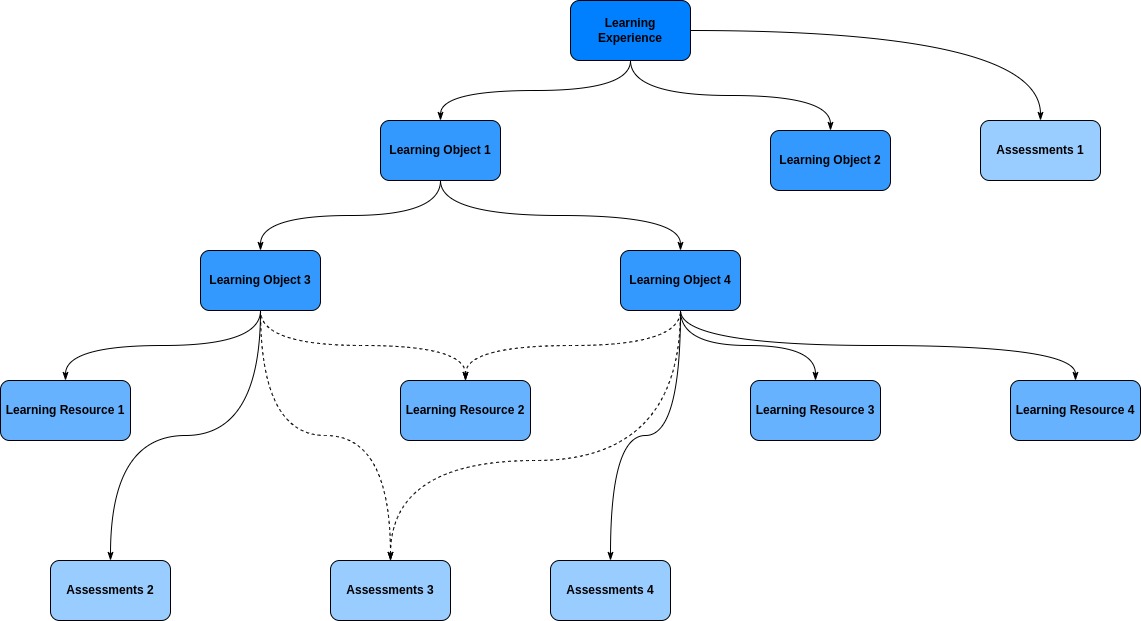 Learning
Experience
Learning Object 1
Learning Object 2
Assessments 1
Learning Object 3
Learning Object 4
Learning Resource 1
Learning Resource 2
Learning Resource 3
Learning Resource 4
Assessments 2
Assessments 3
Assessments 4